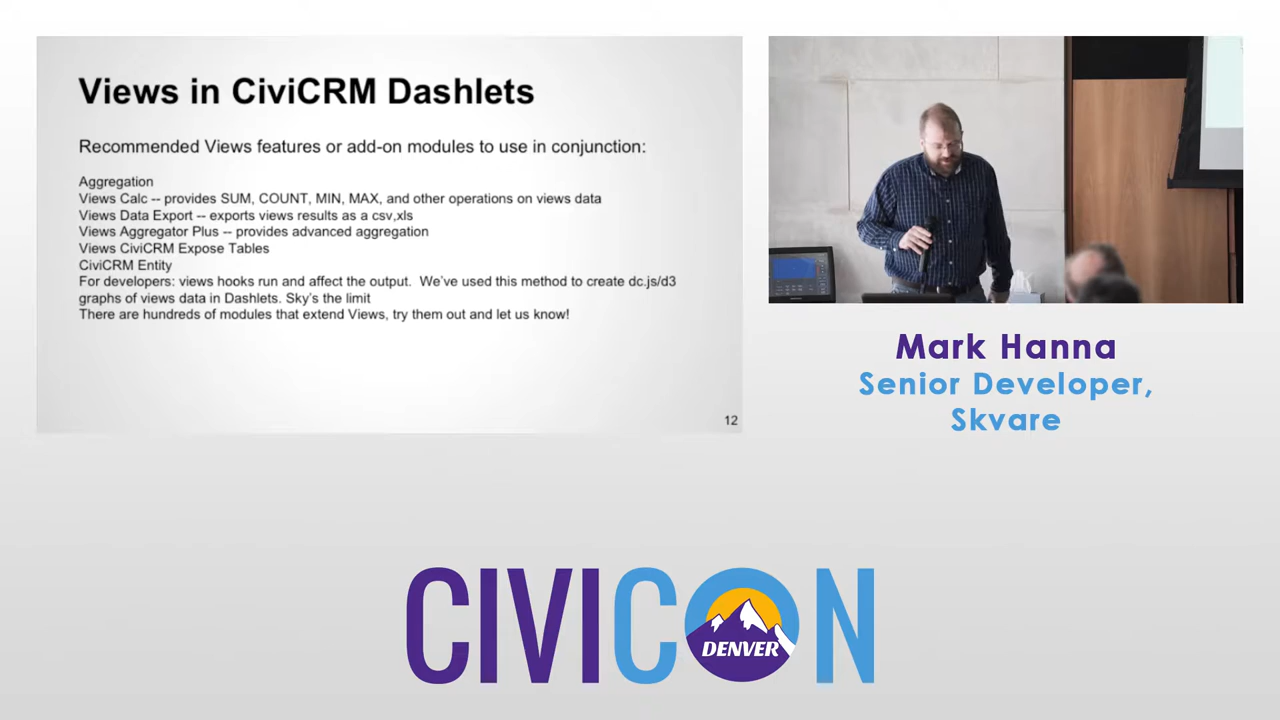 Views in CiviCRM Dashlets
Recommended Views features or add-on modules to use in conjunction:
Aggregation
Views Calc -- provides SUM, COUNT, MIN, MAX, and other operations on views data
Views Data Export -- exports views results as a csv,xls
Views Aggregator Plus -- provides advanced aggregation
Views CiviCRM Expose Tables
CiviCRM Entity
For developers: views hooks run and affect the output.  We've used this method to create dc.js/d3
graphs of views data in Dashlets. Sky's the limit
There are hundreds of modules that extend Views, try them out and let us know!
12
Mark Hanna
Senior Developer,
Skvare
CIVICON
DENVER